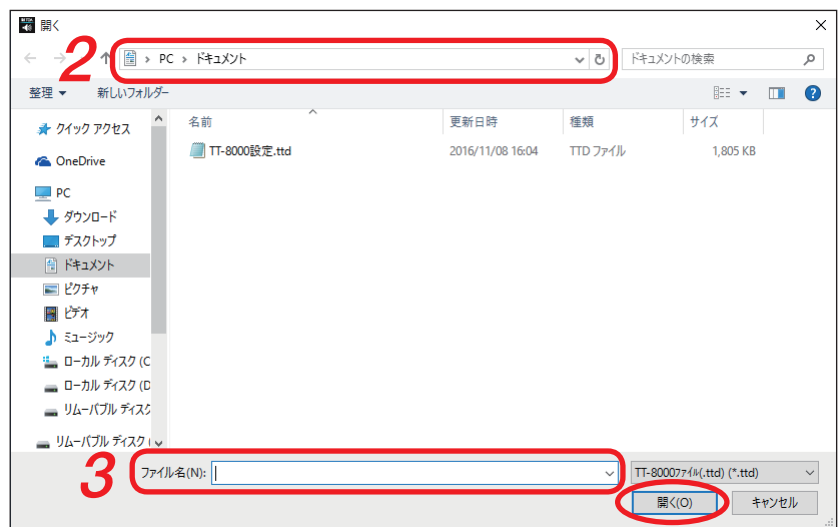 開く
2
PC › ドキュメント
ドキュメントの検索
整理 新しいフォルダー
名前 更新日時 種類 サイズ
TT-8000設定.ttd 2016/11/08 16:04 TTD ファイル 1,805 KB
クイック アクセス
OneDrive
PC
ダウンロード
デスクトップ
ドキュメント
ピクチャ
ビデオ
ミュージック
ローカル ディスク (C
ローカル ディスク (D
リムーバブル ディスク
リムーバブル ディスク (
3
ファイル名(N):
TT-8000ファイル(.ttd) (*.ttd)
開く(O) キャンセル